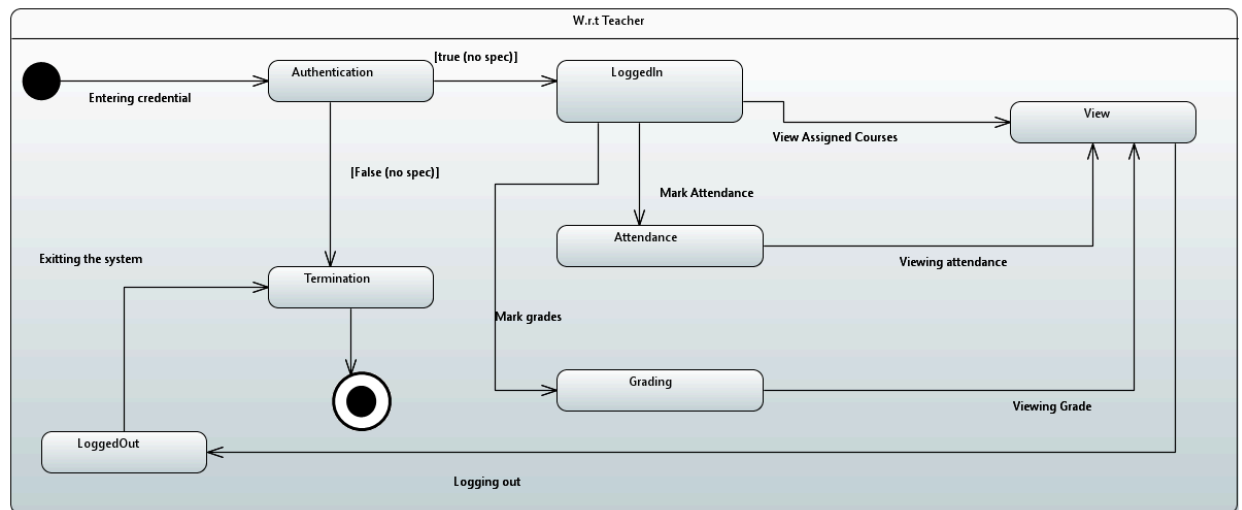 W.r.t Teacher
[true (no spec)]
Authentication
LoggedIn
Entering credential
View
View Assigned Courses
[False (no spec)]
Mark Attendance
Attendance
Exitting the system
Viewing attendance
Termination
Mark grades
Grading
Viewing Grade
LoggedOut
Logging out